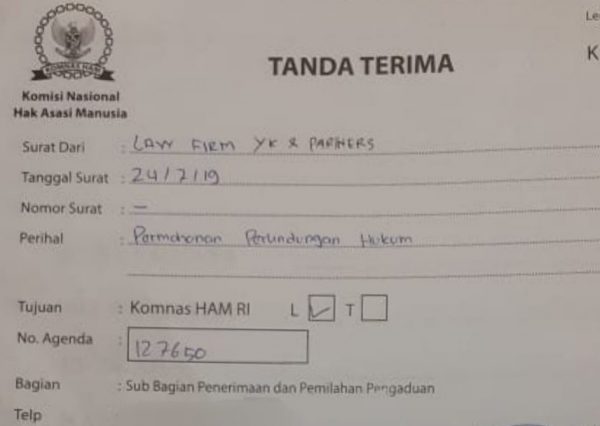 Le
K
KOMNAS HAM
TANDA TERIMA
Komisi Nasional
Hak Asasi Manusia
Surat Dari : LAW FIRM YK & PARTNERS
Tanggal Surat : 24/7/19
Nomor Surat : —
Perihal : Permohonan Perlindungan Hukum
Tujuan : Komnas HAM RI L ✓ T
No. Agenda : 127650
Bagian : Sub Bagian Penerimaan dan Pemilahan Pengaduan
Telp